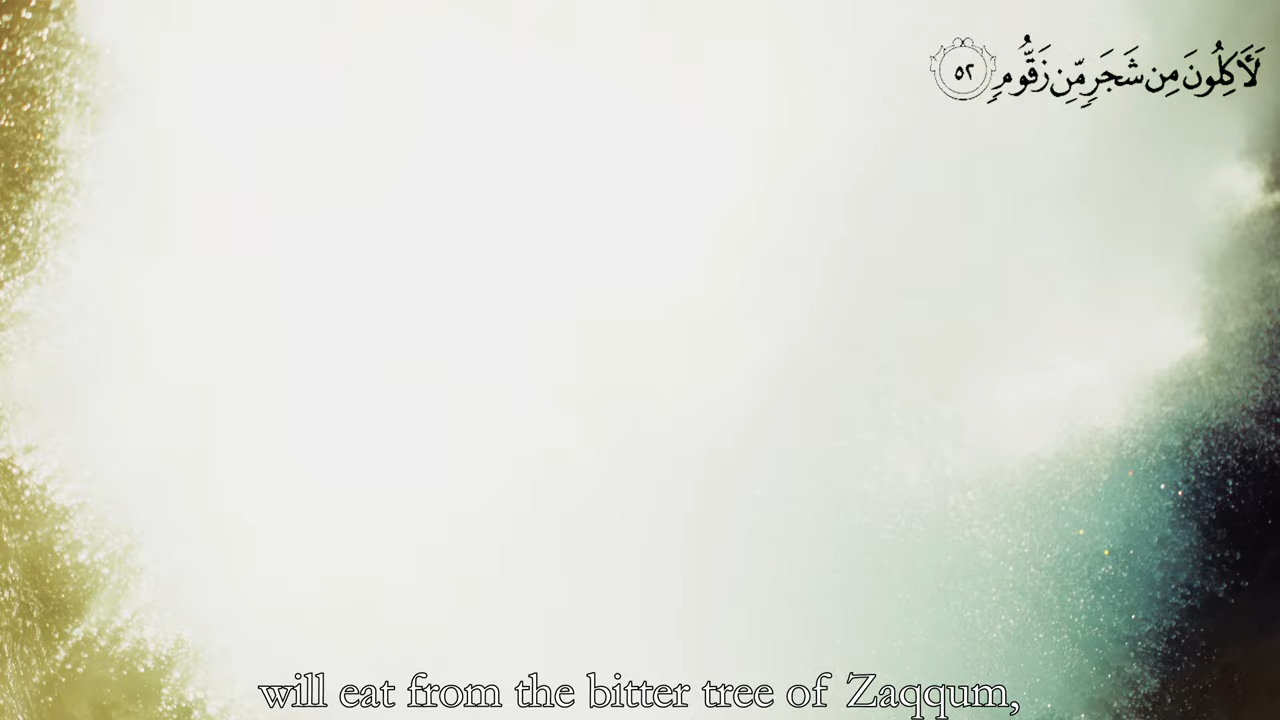 لَأَكِلُونَ مِن شَجَرٍ مِّن زَقُّومٍ ٥٢
will eat from the bitter tree of Zaqqum,